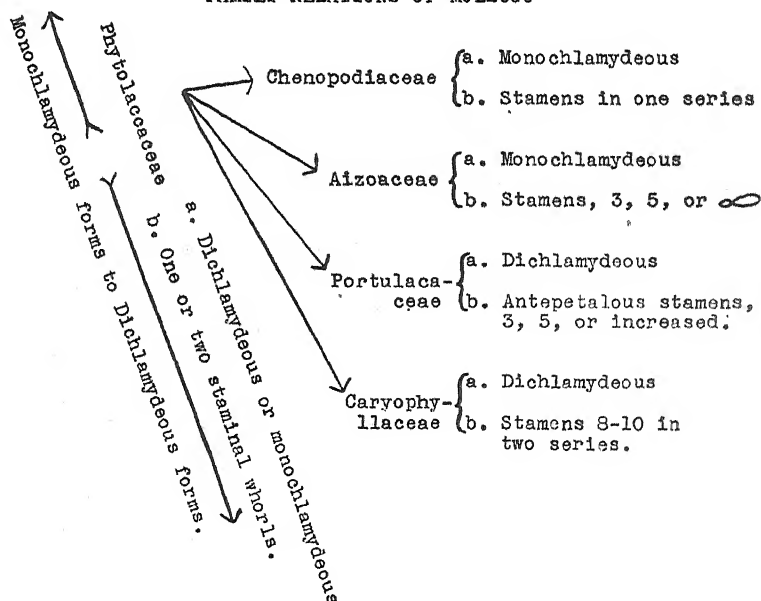 Monochlamydeous forms to Dichlamydeous forms.
Phytolaccaceae
a. Dichlamydeous or monochlamydeous
b. One or two staminal whorls.
Chenopodiaceae
a. Monochlamydeous
b. Stamens in one series
Aizoaceae
a. Monochlamydeous
b. Stamens, 3, 5, or ∞
Portulaca-
ceae
a. Dichlamydeous
b. Antepetalous stamens,
3, 5, or increased.
Caryophy-
llaceae
a. Dichlamydeous
b. Stamens 8-10 in
two series.